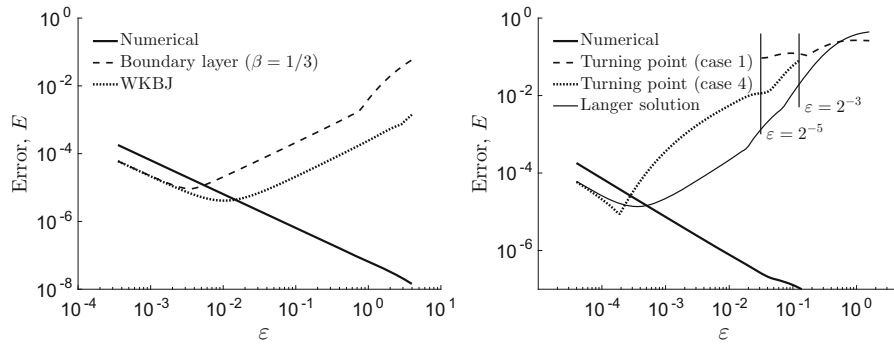 10^0
10^-2
10^-4
10^-6
10^-8
Error, E
Numerical
Boundary layer (β = 1/3)
WKBJ
10^-4
10^-3
10^-2
10^-1
10^0
10^1
ε
10^0
10^-2
10^-4
10^-6
Error, E
Numerical
Turning point (case 1)
Turning point (case 4)
Langer solution
ε = 2^-3
ε = 2^-5
10^-4
10^-3
10^-2
10^-1
10^0
ε